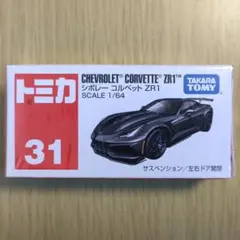 トミカ
31
CHEVROLET® CORVETTE® ZR1™
シボレー コルベット ZR1
SCALE 1/64
TAKARA
TOMY
サスペンション/左右ドア開閉